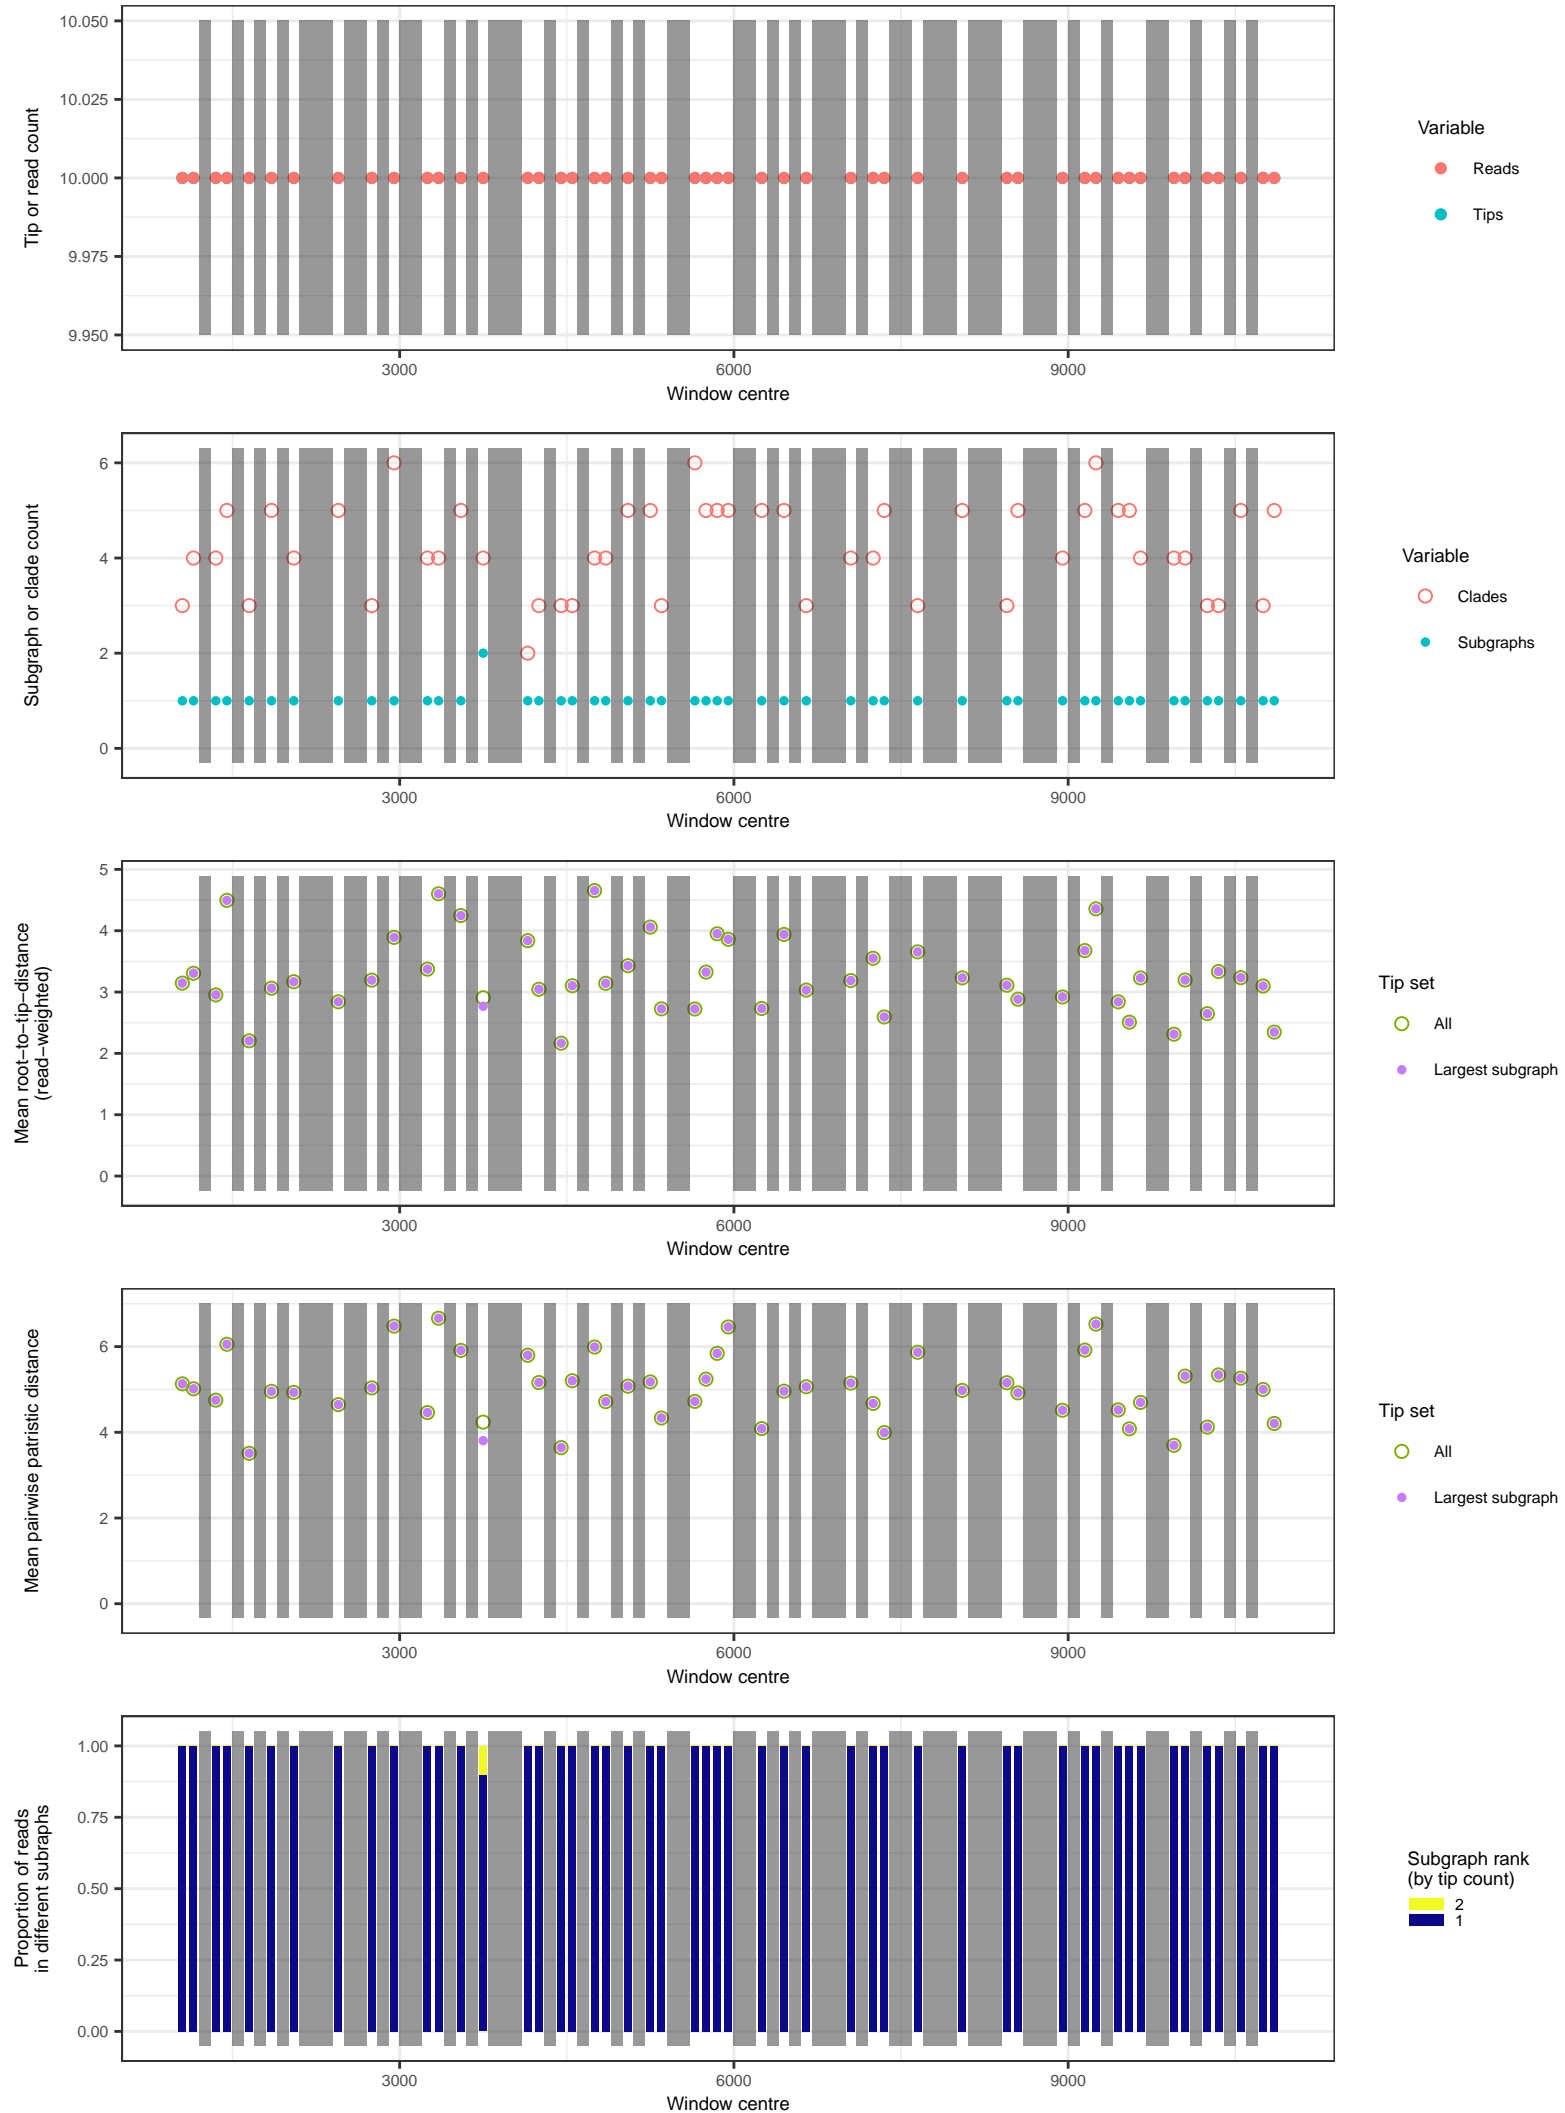 10.050
10.025
10.000
9.975
9.950
Tip or read count
3000 6000 9000
Window centre
Variable
Reads
Tips
6
4
2
0
Subgraph or clade count
3000 6000 9000
Window centre
Variable
Clades
Subgraphs
5
4
3
2
1
0
Mean root−to−tip−distance
(read−weighted)
3000 6000 9000
Window centre
Tip set
All
Largest subgraph
6
4
2
0
Mean pairwise patristic distance
3000 6000 9000
Window centre
Tip set
All
Largest subgraph
1.00
0.75
0.50
0.25
0.00
Proportion of reads
in different subraphs
3000 6000 9000
Window centre
Subgraph rank
(by tip count)
2
1